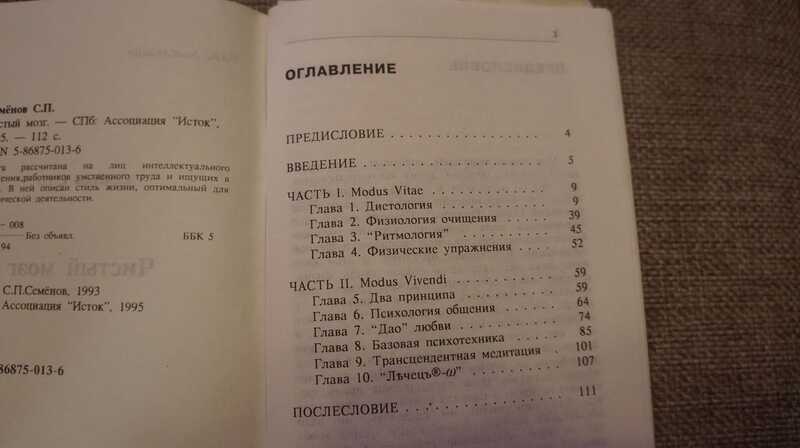 мёнов С.П.
стый мозг. — СПб: Ассоциация "Исток",
5. — 112 с.
N 5-86875-013-6
рассчитана на лиц интеллектуального
ения,работников умственного труда и ищущих в
. В ней описан стиль жизни, оптимальный для
ческой деятельности.
— 008
Без объявл.
ББК 5
94
С.П.Семёнов, 1993
Ассоциация "Исток", 1995
86875-013-6
3
ОГЛАВЛЕНИЕ
ПРЕДИСЛОВИЕ . . . . . . . . . . . . . . . . 4
ВВЕДЕНИЕ . . . . . . . . . . . . . . . . . . 5
ЧАСТЬ I. Modus Vitae . . . . . . . . . . . . . 9
Глава 1. Диетология . . . . . . . . . . . . 9
Глава 2. Физиология очищения . . . . . . 39
Глава 3. "Ритмология" . . . . . . . . . . . 45
Глава 4. Физические упражнения . . . . 52
ЧАСТЬ II. Modus Vivendi . . . . . . . . . . . 59
Глава 5. Два принципа . . . . . . . . . . 59
Глава 6. Психология общения . . . . . . 64
Глава 7. "Дао" любви . . . . . . . . . . . 74
Глава 8. Базовая психотехника . . . . . . 85
Глава 9. Трансцендентная медитация . 101
Глава 10. "Лѣчецъ®-ω" . . . . . . . . . . 107
ПОСЛЕСЛОВИЕ . . . . . . . . . . . . . . . 111